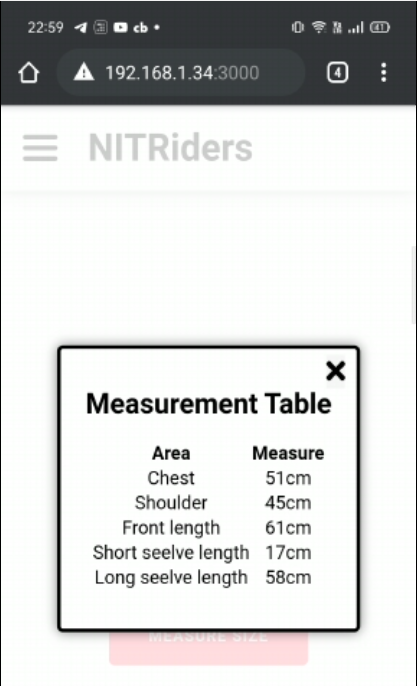 22:59 cb
192.168.1.34:3000 4
NITRiders
Measurement Table
Area Measure
Chest 51cm
Shoulder 45cm
Front length 61cm
Short seelve length 17cm
Long seelve length 58cm
MEASURE SIZE